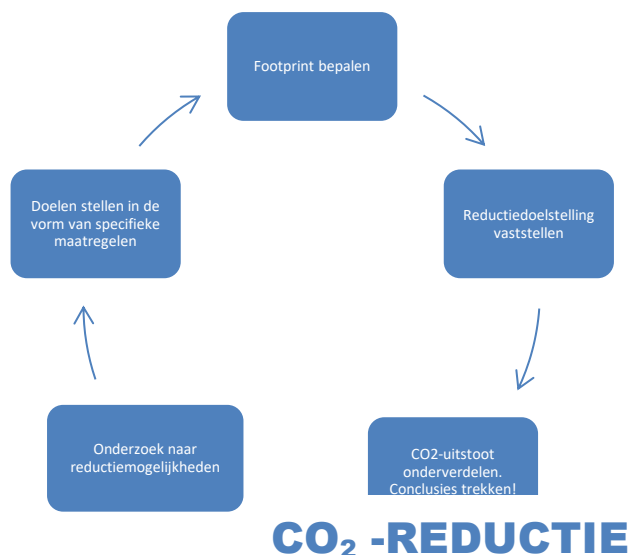 Footprint bepalen
Doelen stellen in de
vorm van specifieke
maatregelen
Reductiedoelstelling
vaststellen
Onderzoek naar
reductiemogelijkheden
CO2-uitstoot
onderverdelen.
Conclusies trekken!
CO₂ -REDUCTIE